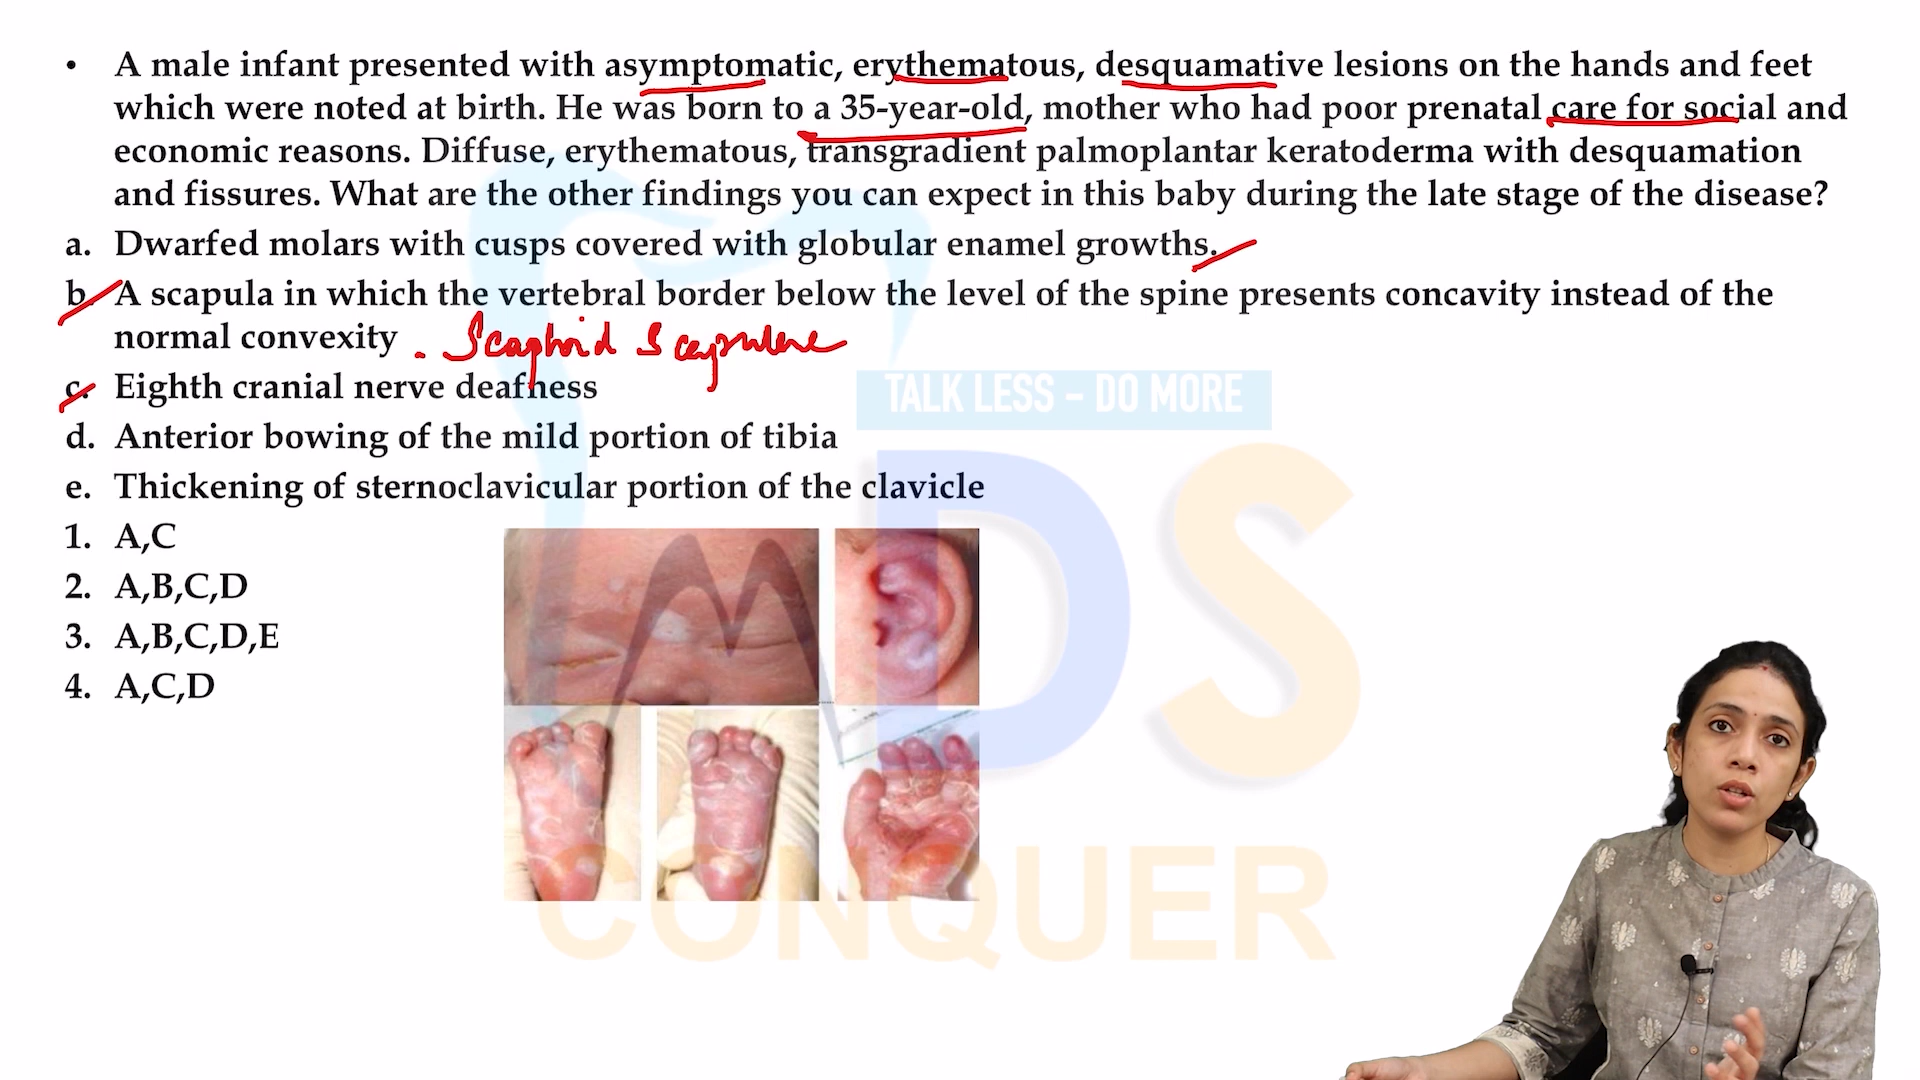 • A male infant presented with asymptomatic, erythematous, desquamative lesions on the hands and feet
which were noted at birth. He was born to a 35-year-old, mother who had poor prenatal care for social and
economic reasons. Diffuse, erythematous, transgradient palmoplantar keratoderma with desquamation
and fissures. What are the other findings you can expect in this baby during the late stage of the disease?
a. Dwarfed molars with cusps covered with globular enamel growths.
b. A scapula in which the vertebral border below the level of the spine presents concavity instead of the
normal convexity - Scaphoid
c. Eighth cranial nerve deafness
TALK LESS – DO MORE
d. Anterior bowing of the mild portion of tibia
e. Thickening of sternoclavicular portion of the clavicle
1. A,C
2. A,B,C,D
3. A,B,C,D,E
4. A,C,D
MDS
CONQUER